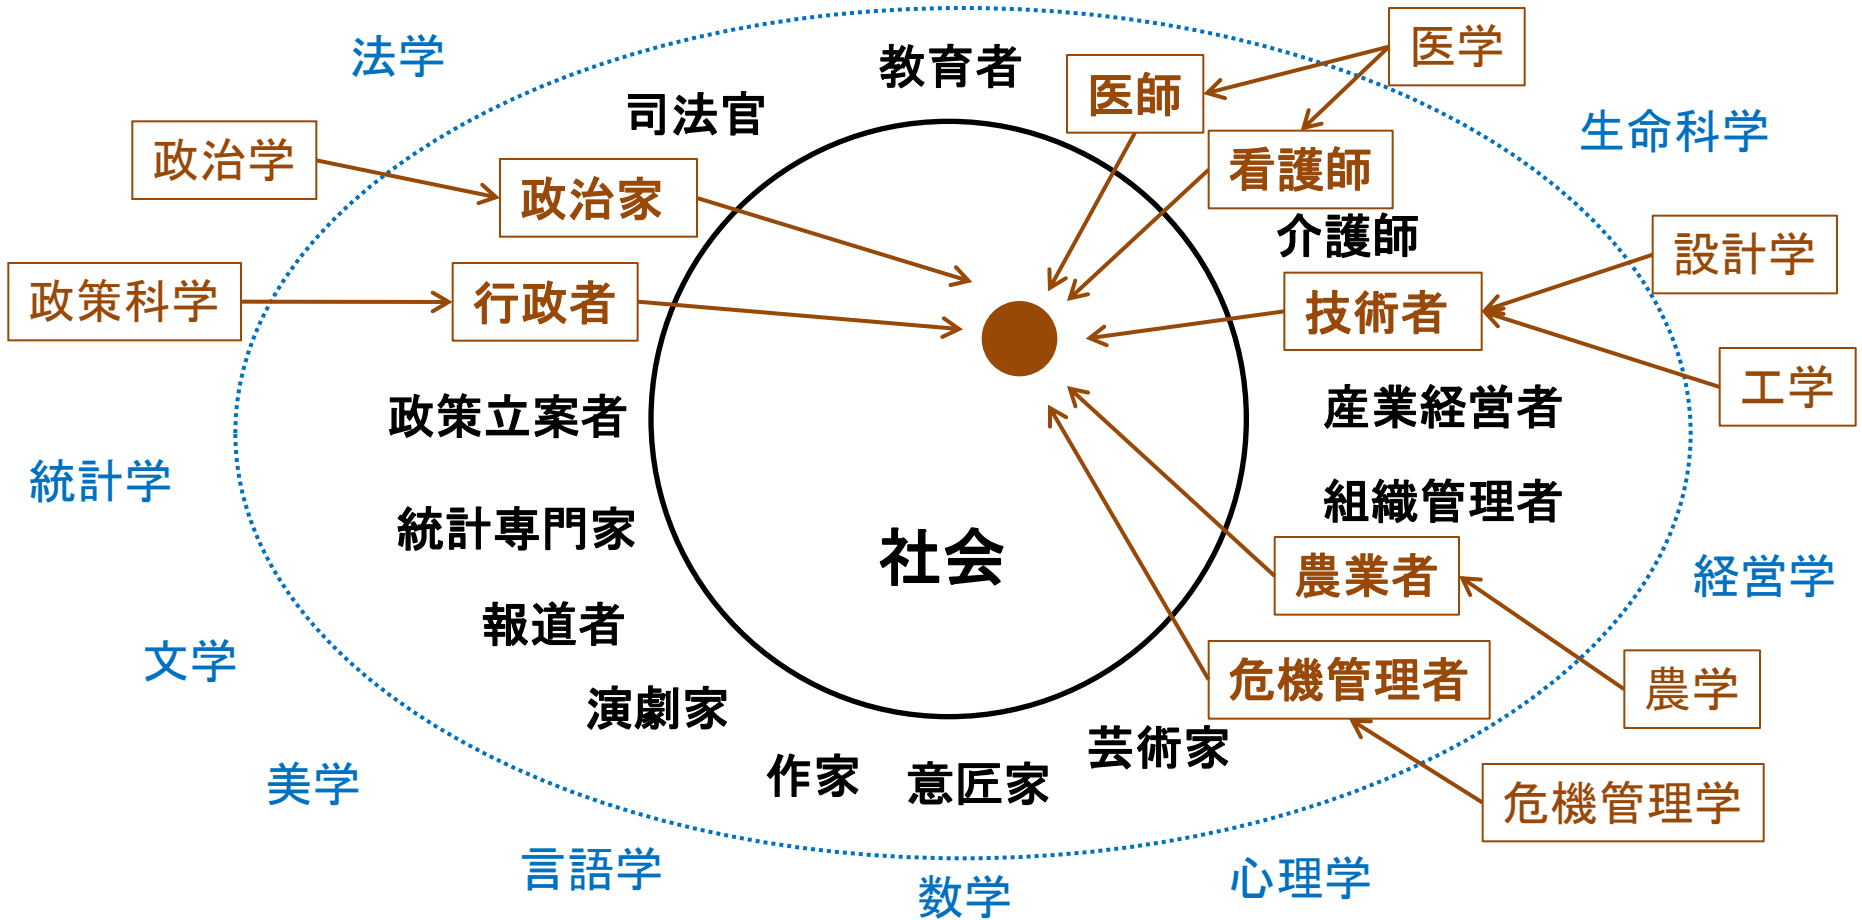 法学
教育者
医師
医学
司法官
生命科学
政治学
看護師
政治家
介護師
設計学
政策科学
行政者
技術者
工学
政策立案者
産業経営者
統計学
組織管理者
統計専門家
社会
農業者
経営学
報道者
文学
危機管理者
農学
演劇家
芸術家
作家
意匠家
美学
危機管理学
言語学
数学
心理学